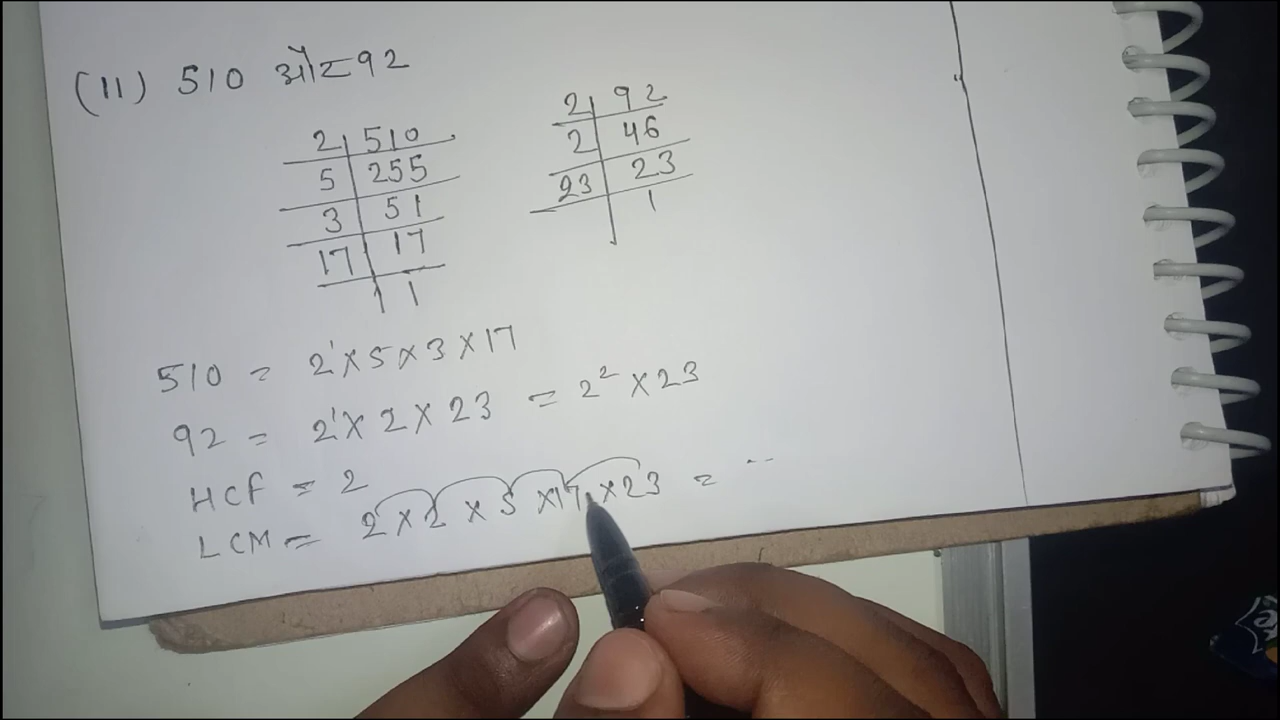 (11) 510 और 92
2 510
5 255
3 51
17 17
1
2 92
2 46
23 23
1
510 = 2¹ × 5 × 3 × 17
92 = 2¹ × 2 × 23 = 2² × 23
HCF = 2
LCM = 2 × 2 × 5 × 17 × 23 =